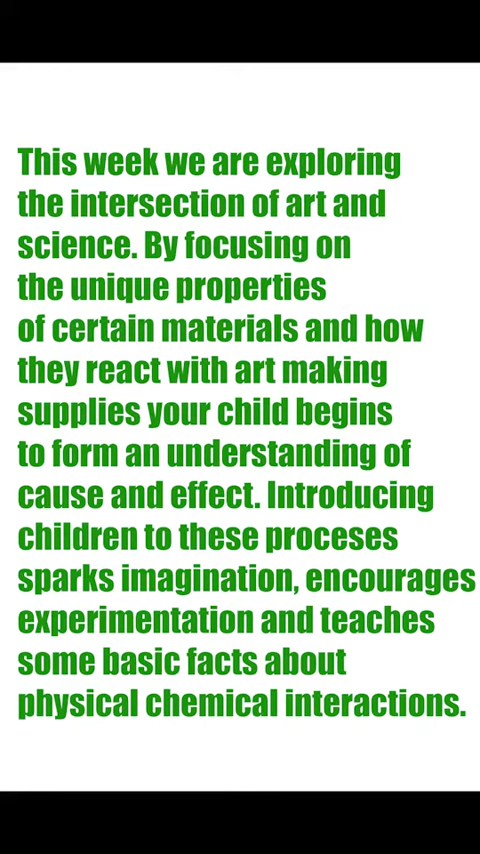 This week we are exploring
the intersection of art and
science. By focusing on
the unique properties
of certain materials and how
they react with art making
supplies your child begins
to form an understanding of
cause and effect. Introducing
children to these proceses
sparks imagination, encourages
experimentation and teaches
some basic facts about
physical chemical interactions.